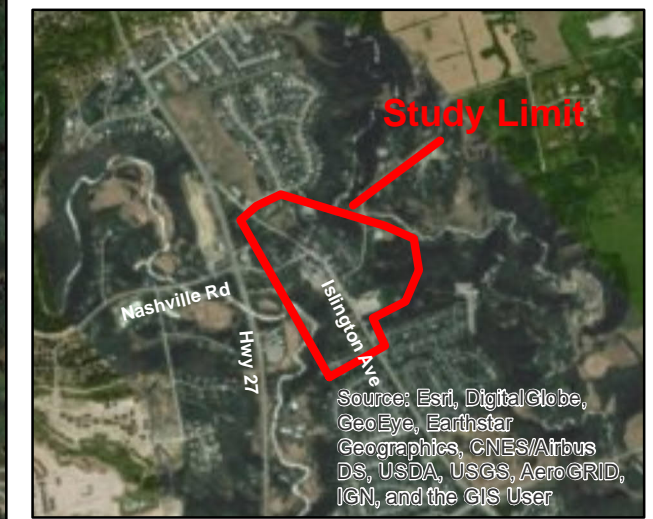 Study Limit
Nashville Rd
Islington Ave
Hwy 27
Source: Esri, DigitalGlobe,
GeoEye, Earthstar
Geographics, CNES/Airbus
DS, USDA, USGS, AeroGRID,
IGN, and the GIS User